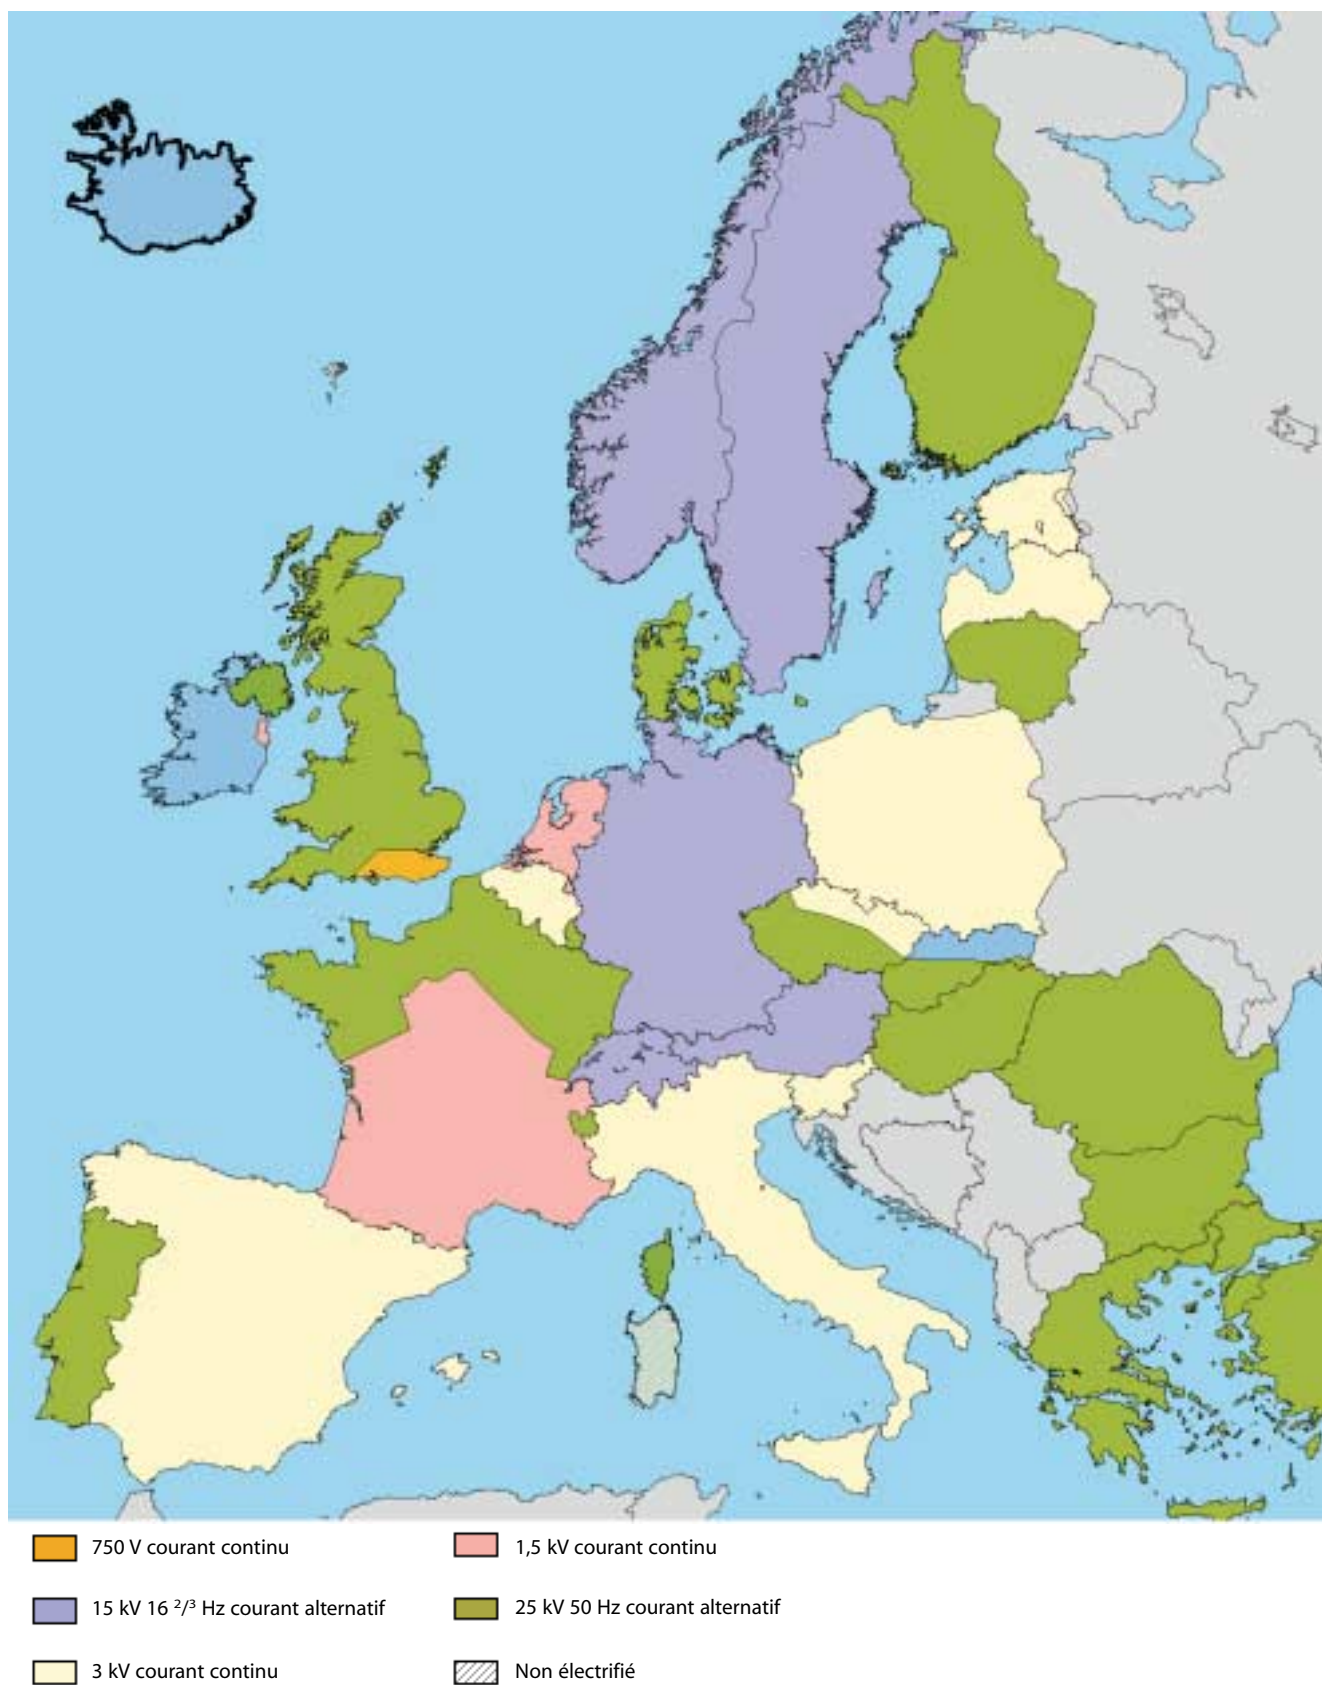 750 V courant continu
1,5 kV courant continu
15 kV 16 ²/³ Hz courant alternatif
25 kV 50 Hz courant alternatif
3 kV courant continu
Non électrifié